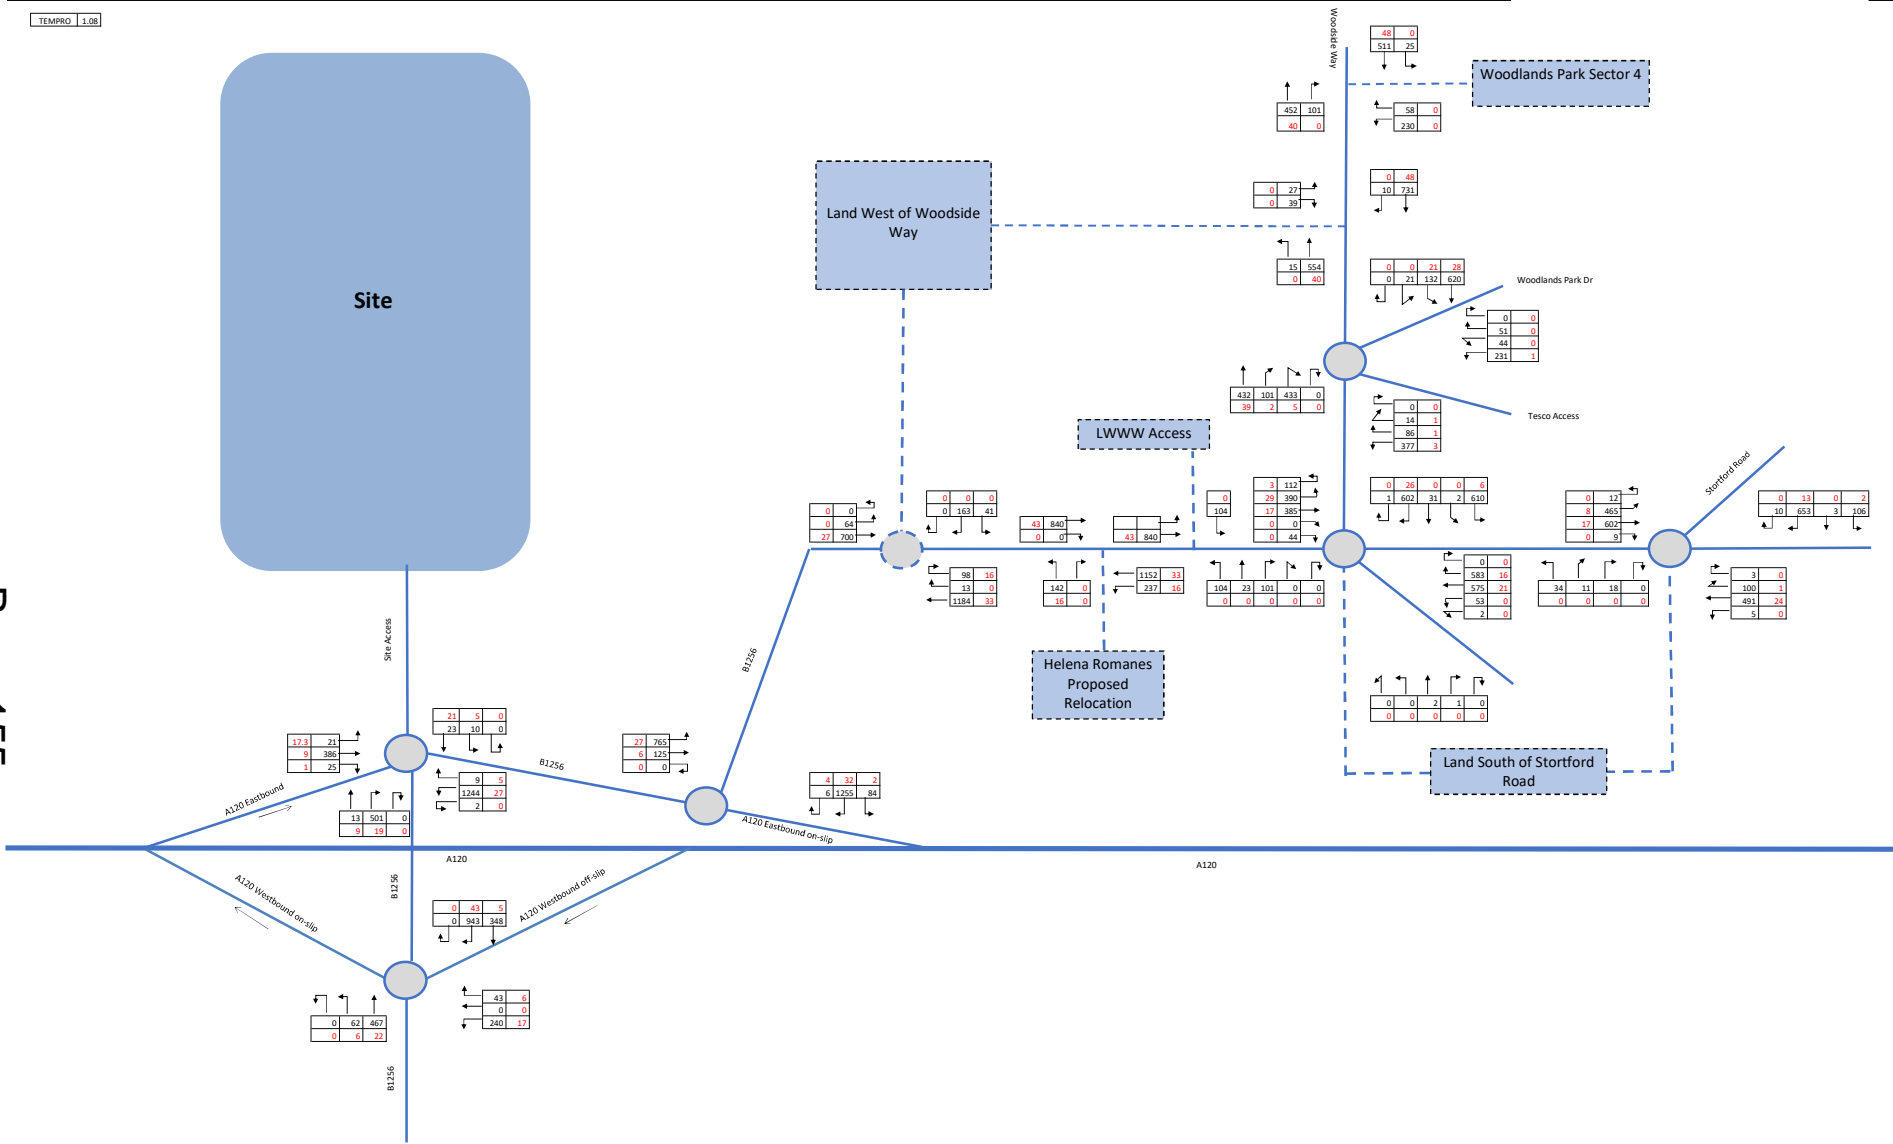 TEMPRO 1.08
Woodside Way
48 0
511 25
Woodlands Park Sector 4
452 101
40 0
58 0
230 0
0 27
0 39
0 48
10 731
Land West of Woodside
Way
15 554
0 40
0 0 21 28
0 21 132 620
Woodlands Park Dr
Site
0 0
51 0
44 0
231 1
432 101 433 0
39 2 5 0
Tesco Access
0 0
14 1
86 1
377 3
LWWW Access
Stortford Road
0 0
0 64
27 700
0 0 0
0 163 41
43 840
0 0
43 840
0
104
3 112
29 390
17 385
0 0
0 44
0 26 0 0 6
1 602 31 2 610
0 12
8 465
17 602
0 9
0 13 0 2
10 653 3 106
98 16
13 0
1184 33
142 0
16 0
1152 33
237 16
104 23 101 0 0
0 0 0 0 0
0 0
583 16
575 21
53 0
2 0
34 11 18 0
0 0 0 0
3 0
100 1
491 24
5 0
Site Access
B1256
Helena Romanes
Proposed
Relocation
0 0 2 1 0
0 0 0 0 0
Land South of Stortford
Road
21 5 0
23 10 0
17.3 21
9 386
1 25
B1256
27 765
6 125
0 0
9 5
1244 27
2 0
4 32 2
6 1255 84
A120 Eastbound
13 501 0
9 19 0
A120 Eastbound on-slip
A120
A120
A120 Westbound on-slip
B1256
A120 Westbound off-slip
0 43 5
0 943 348
0 62 467
0 6 22
43 6
0 0
240 17
B1256